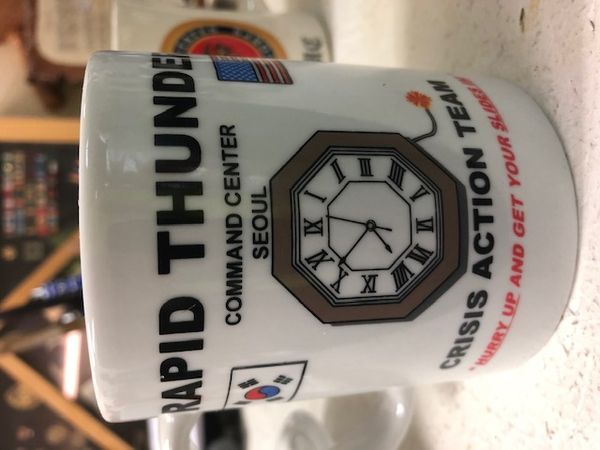 RAPID THUNDE
COMMAND CENTER
SEOUL
CRISIS ACTION TEAM
"HURRY UP AND GET YOUR SLIDES